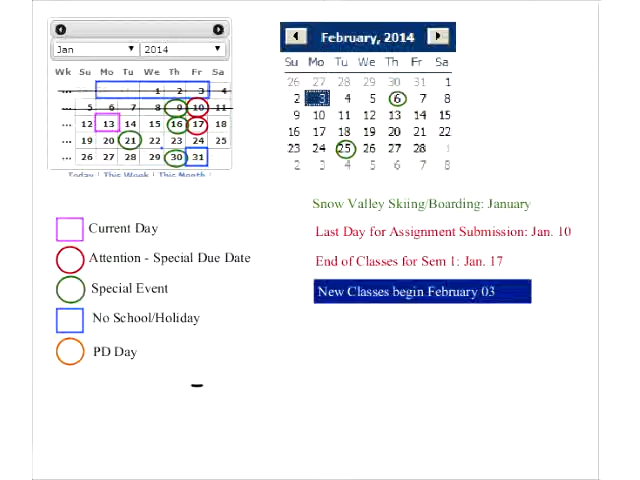 Jan 2014
Wk Su Mo Tu We Th Fr Sa
... 1 2 3 4
... 5 6 7 8 9 10 11
... 12 13 14 15 16 17 18
... 19 20 21 22 23 24 25
... 26 27 28 29 30 31
Today | This Week | This Month |
February, 2014
Su Mo Tu We Th Fr Sa
26 27 28 29 30 31 1
2 3 4 5 6 7 8
9 10 11 12 13 14 15
16 17 18 19 20 21 22
23 24 25 26 27 28 1
2 3 4 5 6 7 8
Current Day
Attention - Special Due Date
Special Event
No School/Holiday
PD Day
Snow Valley Skiing/Boarding: January
Last Day for Assignment Submission: Jan. 10
End of Classes for Sem 1: Jan. 17
New Classes begin February 03